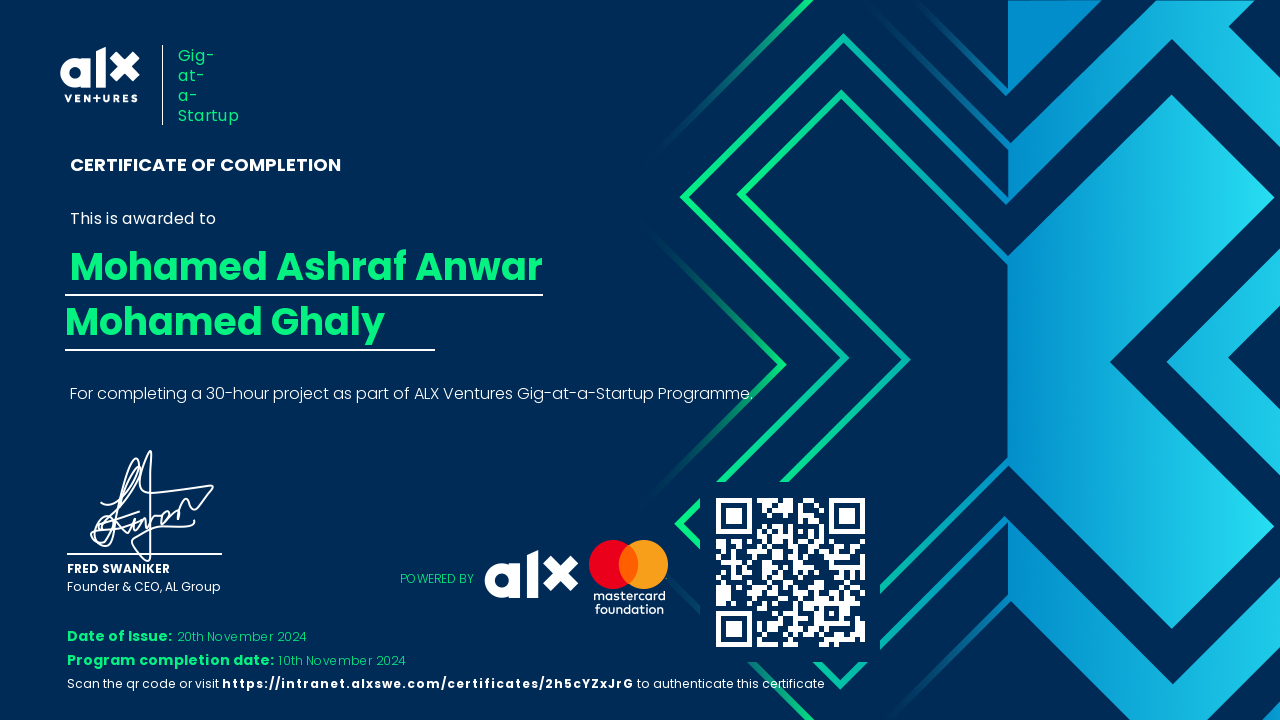 alx
VENTURES
Gig-
at-
a-
Startup
CERTIFICATE OF COMPLETION
This is awarded to
Mohamed Ashraf Anwar
Mohamed Ghaly
For completing a 30-hour project as part of ALX Ventures Gig-at-a-Startup Programme.
FRED SWANIKER
Founder & CEO, AL Group
POWERED BY alx
mastercard
foundation
Date of Issue: 20th November 2024
Program completion date: 10th November 2024
Scan the qr code or visit https://intranet.alxswe.com/certificates/2h5cYZxJrG to authenticate this certificate